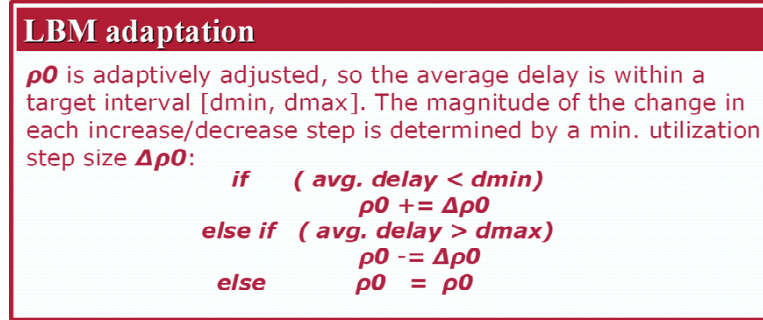 LBM adaptation
ρ0 is adaptively adjusted, so the average delay is within a
target interval [dmin, dmax]. The magnitude of the change in
each increase/decrease step is determined by a min. utilization
step size Δρ0:
if ( avg. delay < dmin)
ρ0 += Δρ0
else if ( avg. delay > dmax)
ρ0 -= Δρ0
else ρ0 = ρ0